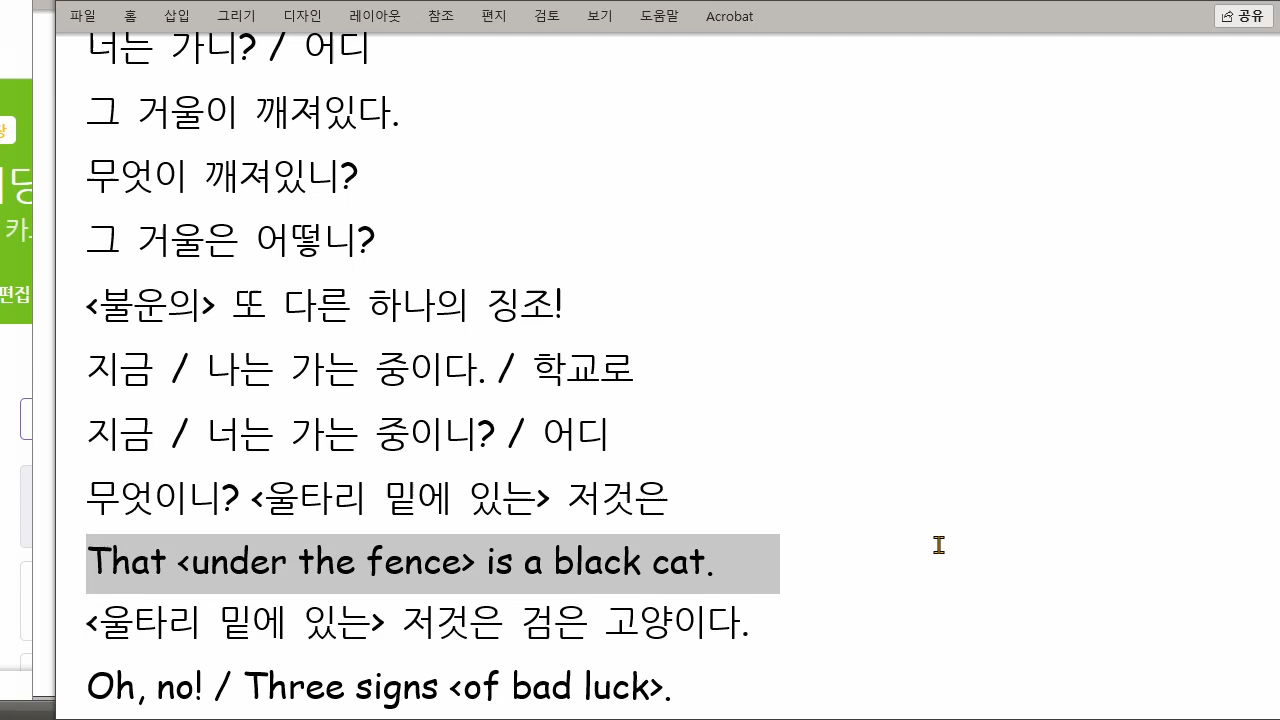 파일 홈 삽입 그리기 디자인 레이아웃 참조 편지 검토 보기 도움말 Acrobat 공유
너는 가니? / 어디
그 거울이 깨져있다.
무엇이 깨져있니?
그 거울은 어떻니?
<불운의> 또 다른 하나의 징조!
지금 / 나는 가는 중이다. / 학교로
지금 / 너는 가는 중이니? / 어디
무엇이니? <울타리 밑에 있는> 저것은
That <under the fence> is a black cat.
<울타리 밑에 있는> 저것은 검은 고양이다.
Oh, no! / Three signs <of bad luck>.
편집